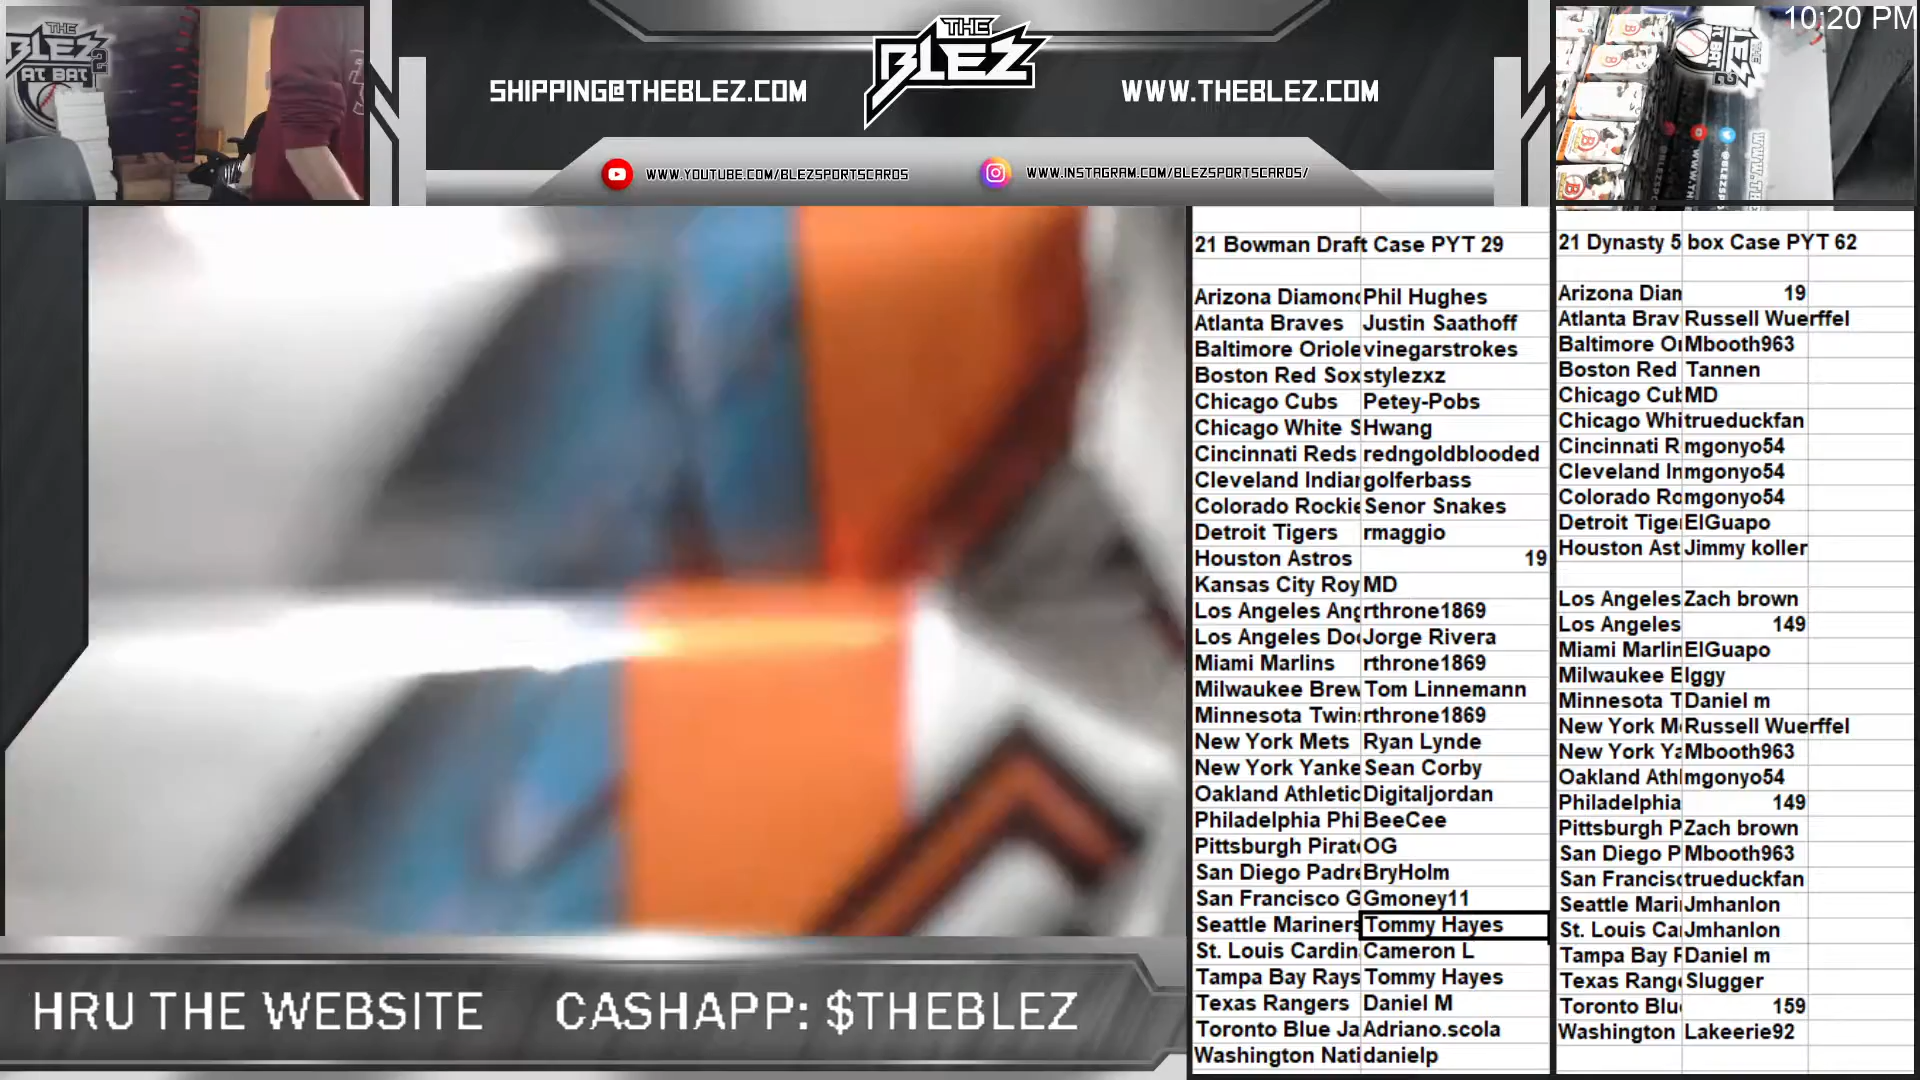 THE
BLEZ 2
AT BAT
SHIPPING@THEBLEZ.COM
THE
BLEZ
WWW.THEBLEZ.COM
WWW.YOUTUBE.COM/BLEZSPORTSCARDS
WWW.INSTAGRAM.COM/BLEZSPORTSCARDS/
10:20 PM
21 Bowman Draft Case PYT 29
Arizona Diamond Phil Hughes
Atlanta Braves Justin Saathoff
Baltimore Oriole vinegarstrokes
Boston Red Sox stylezxz
Chicago Cubs Petey-Pobs
Chicago White S Hwang
Cincinnati Reds redngoldblooded
Cleveland Indian golferbass
Colorado Rockie Senor Snakes
Detroit Tigers rmaggio
Houston Astros 19
Kansas City Roy MD
Los Angeles Ang rthrone1869
Los Angeles Dod Jorge Rivera
Miami Marlins rthrone1869
Milwaukee Brew Tom Linnemann
Minnesota Twins rthrone1869
New York Mets Ryan Lynde
New York Yanke Sean Corby
Oakland Athletic Digitaljordan
Philadelphia Phi BeeCee
Pittsburgh Pirate OG
San Diego Padre BryHolm
San Francisco G Gmoney11
Seattle Mariners Tommy Hayes
St. Louis Cardin Cameron L
Tampa Bay Rays Tommy Hayes
Texas Rangers Daniel M
Toronto Blue Ja Adriano.scola
Washington Nati danielp
21 Dynasty 5 box Case PYT 62
Arizona Diam 19
Atlanta Brav Russell Wuerffel
Baltimore Or Mbooth963
Boston Red Tannen
Chicago Cub MD
Chicago Whi trueduckfan
Cincinnati R mgonyo54
Cleveland In mgonyo54
Colorado Ro mgonyo54
Detroit Tige ElGuapo
Houston Ast Jimmy koller
Los Angeles Zach brown
Los Angeles 149
Miami Marlin ElGuapo
Milwaukee B Iggy
Minnesota T Daniel m
New York M Russell Wuerffel
New York Ya Mbooth963
Oakland Ath mgonyo54
Philadelphia 149
Pittsburgh P Zach brown
San Diego P Mbooth963
San Francisc trueduckfan
Seattle Mari Jmhanlon
St. Louis Ca Jmhanlon
Tampa Bay R Daniel m
Texas Rang Slugger
Toronto Blu 159
Washington Lakeerie92
HRU THE WEBSITE CASHAPP: $THEBLEZ